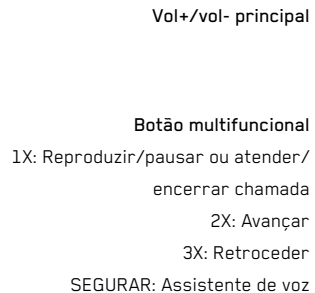 Vol+/vol- principal
Botão multifuncional
1X: Reproduzir/pausar ou atender/
encerrar chamada
2X: Avançar
3X: Retroceder
SEGURAR: Assistente de voz